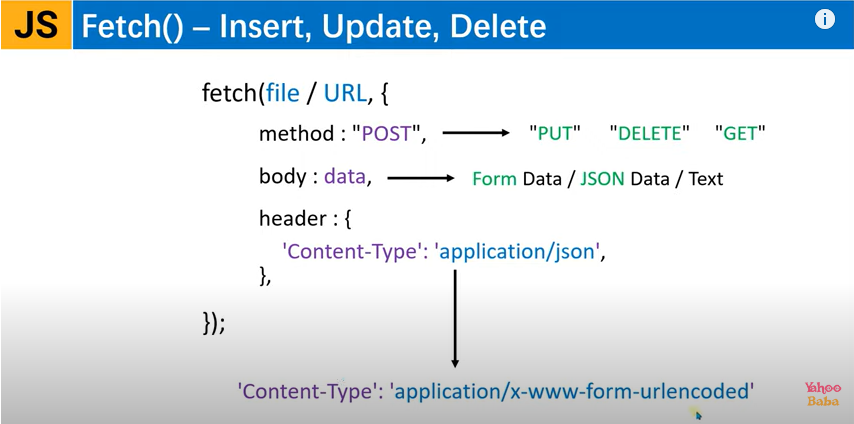 JS Fetch() – Insert, Update, Delete
i
fetch(file / URL, {
method : "POST", "PUT" "DELETE" "GET"
body : data, Form Data / JSON Data / Text
header : {
'Content-Type': 'application/json',
},
});
'Content-Type': 'application/x-www-form-urlencoded'
Yahoo
Baba